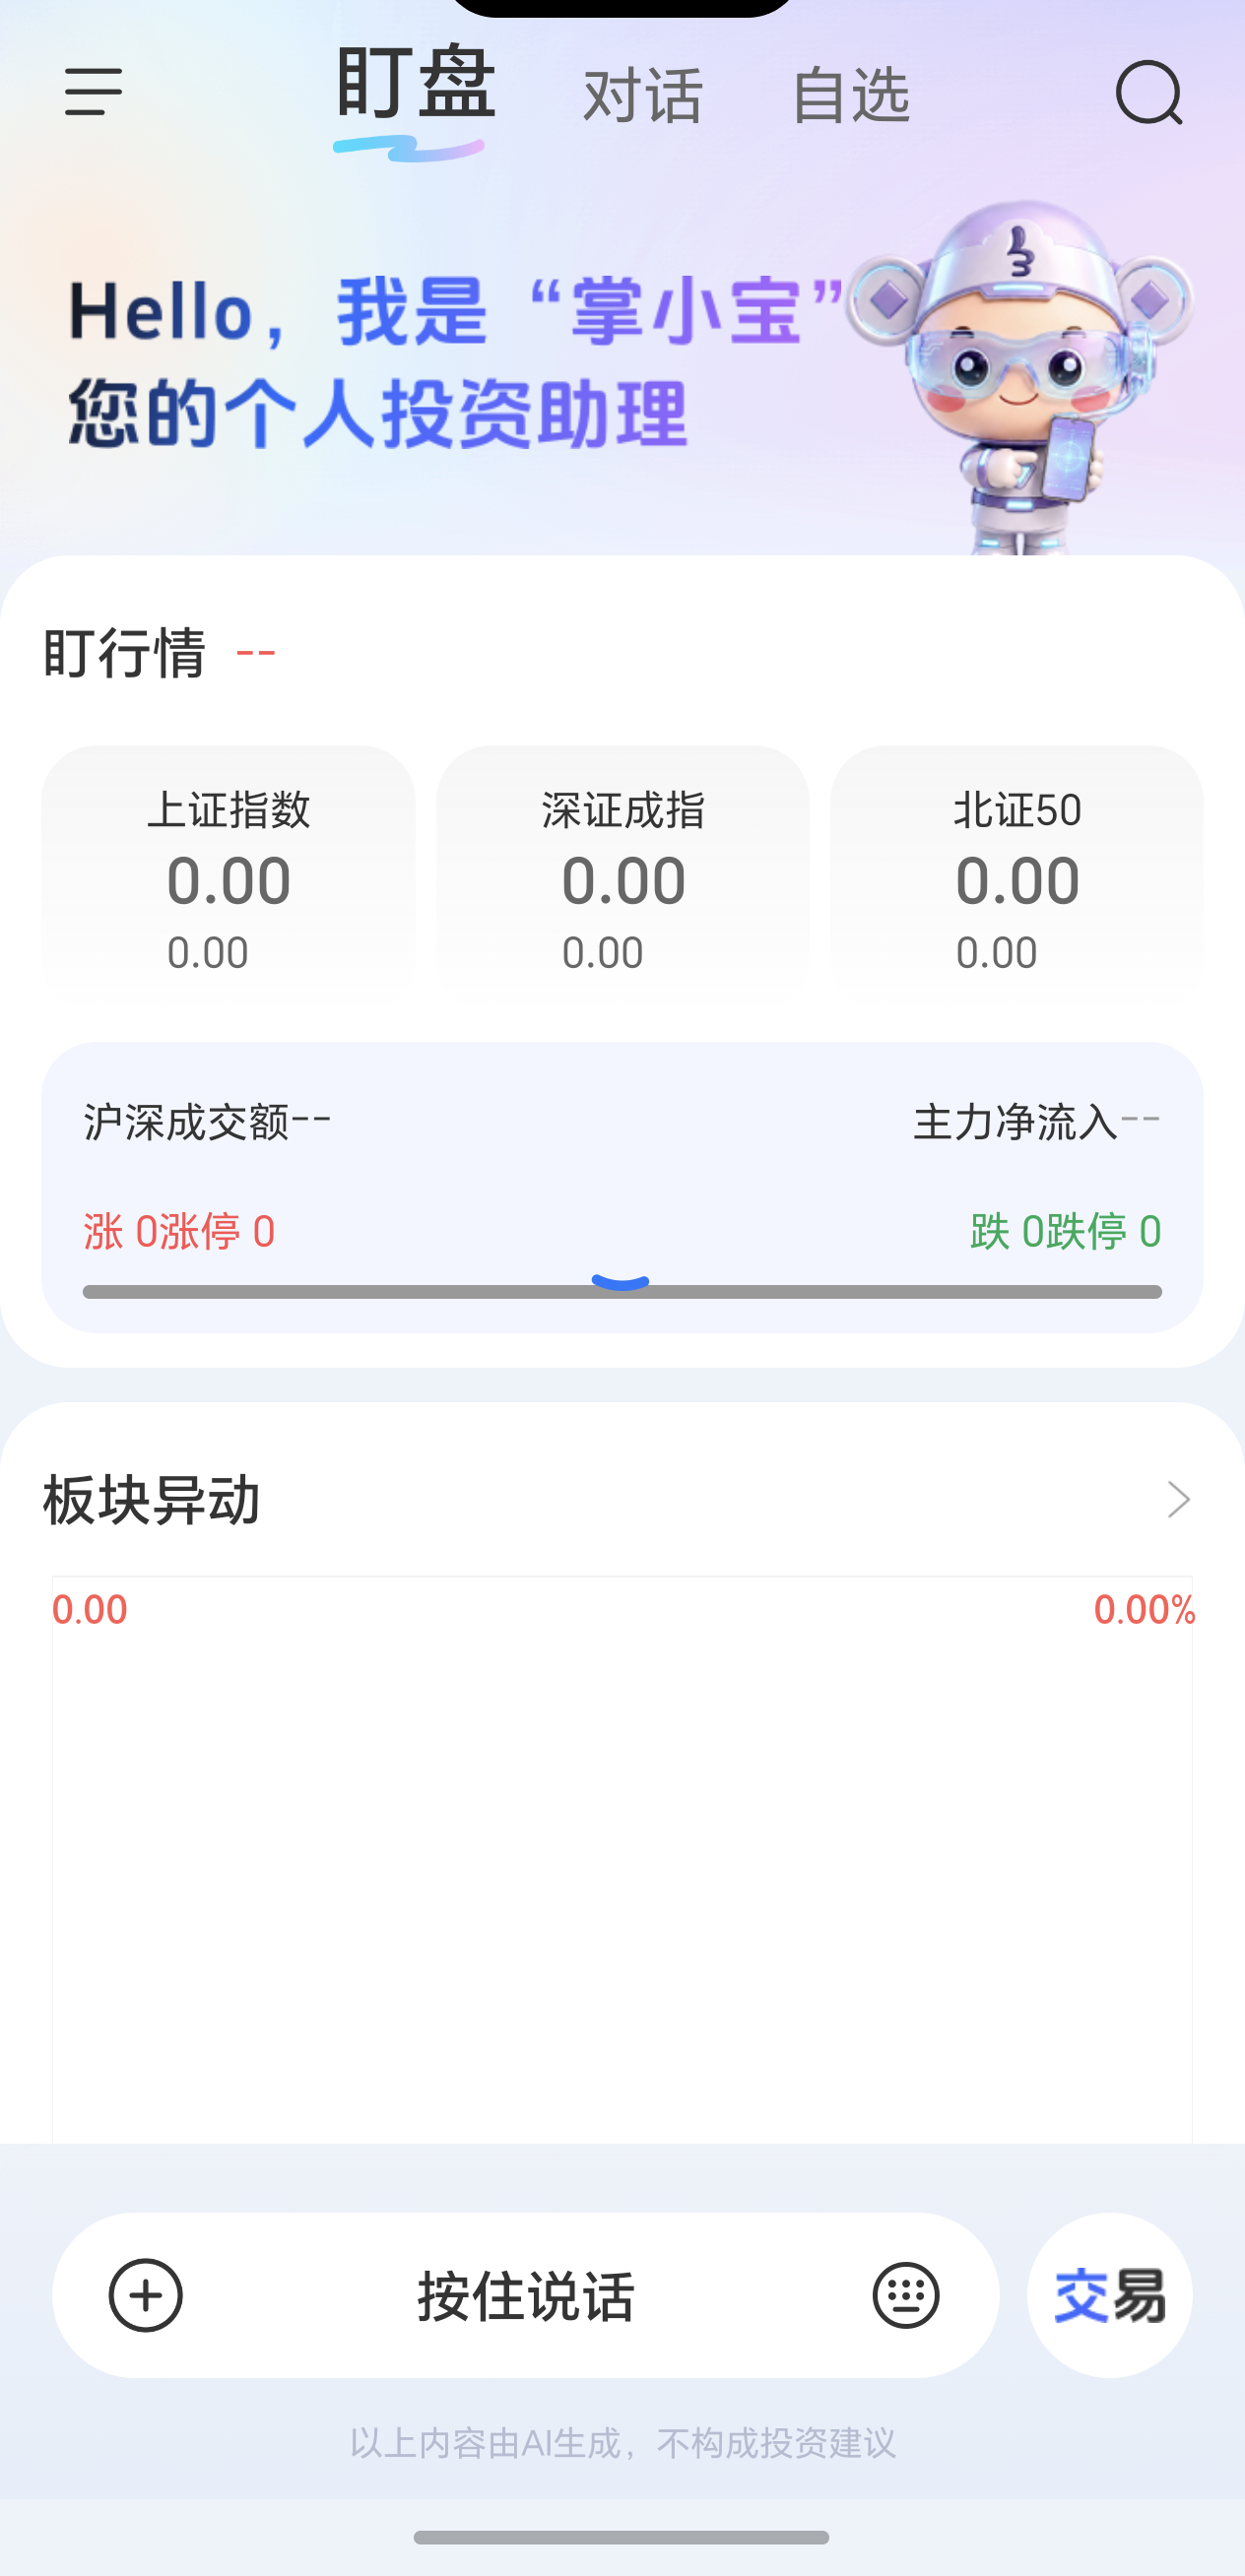 盯盘 对话 自选
Hello，我是“掌小宝”
您的个人投资助理
盯行情 --
上证指数 深证成指 北证50
0.00 0.00 0.00
0.00 0.00 0.00
沪深成交额-- 主力净流入--
涨 0涨停 0 跌 0跌停 0
板块异动
0.00 0.00%
按住说话 交易
以上内容由AI生成，不构成投资建议